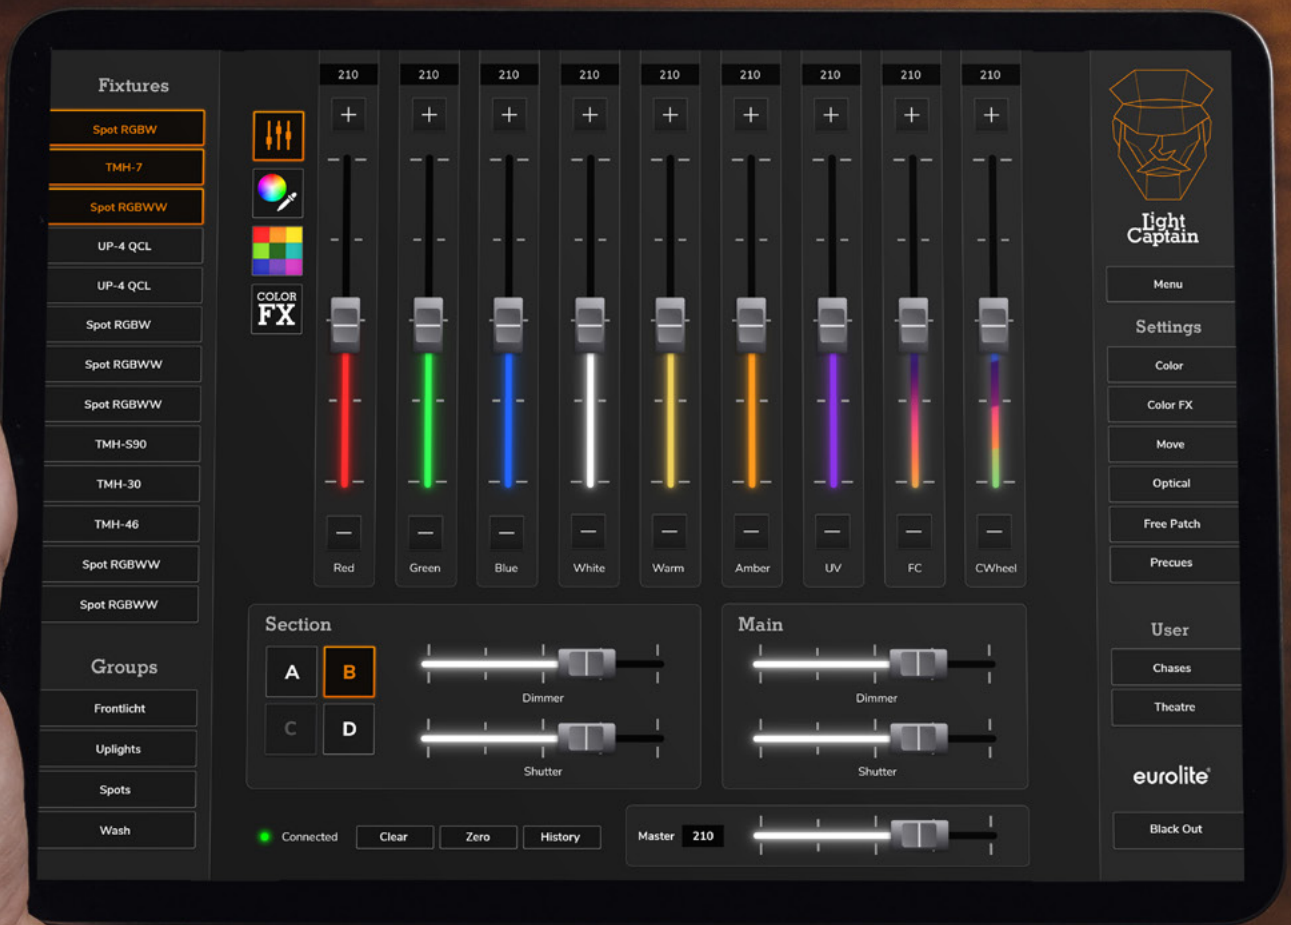 Fixtures
Spot RGBW
TMH-7
Spot RGBWW
UP-4 QCL
UP-4 QCL
Spot RGBW
Spot RGBWW
Spot RGBWW
TMH-S90
TMH-30
TMH-46
Spot RGBWW
Spot RGBWW
Groups
Frontlicht
Uplights
Spots
Wash
COLOR
FX
210 210 210 210 210 210 210 210 210
+ + + + + + + + +
- - - - - - - - -
Red Green Blue White Warm Amber UV FC CWheel
Section
A B
C D
Dimmer
Shutter
Main
Dimmer
Shutter
Connected Clear Zero History
Master 210
Light
Captain
Menu
Settings
Color
Color FX
Move
Optical
Free Patch
Precues
User
Chases
Theatre
eurolite®
Black Out